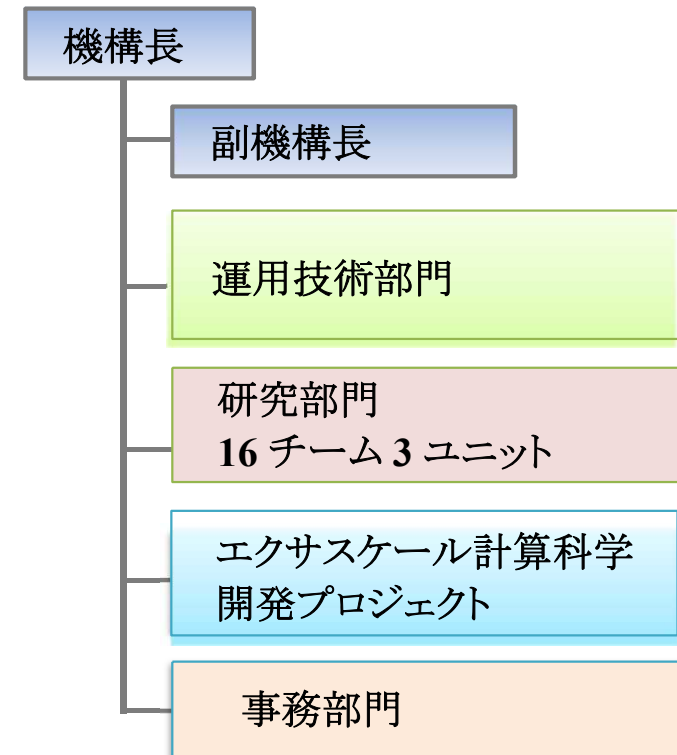 機構長
副機構長
運用技術部門
研究部門
16 チーム 3 ユニット
エクサスケール計算科学
開発プロジェクト
事務部門